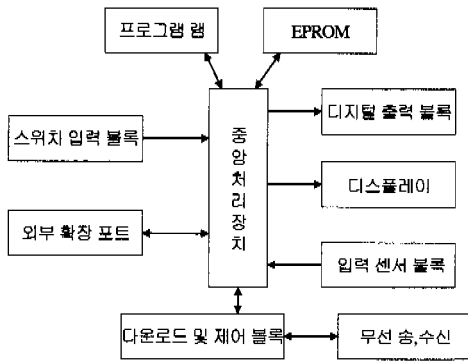 프로그램 램
EPROM
스위치 입력 블록
중앙처리장치
디지털 출력 블록
디스플레이
외부 확장 포트
입력 센서 블록
다운로드 및 제어 블록
무선 송,수신